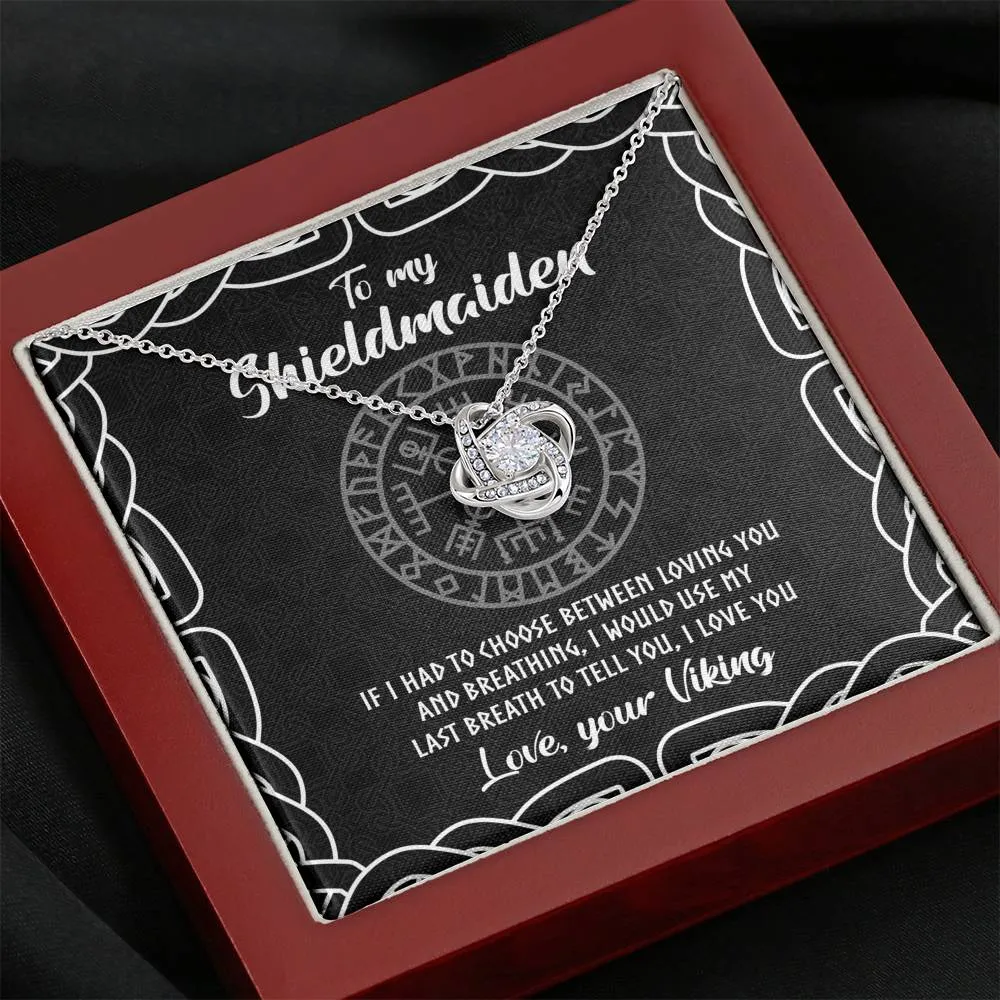 To my
Shieldmaiden
IF I HAD TO CHOOSE BETWEEN LOVING YOU
AND BREATHING, I WOULD USE MY
LAST BREATH TO TELL YOU, I LOVE YOU
Love, your Viking